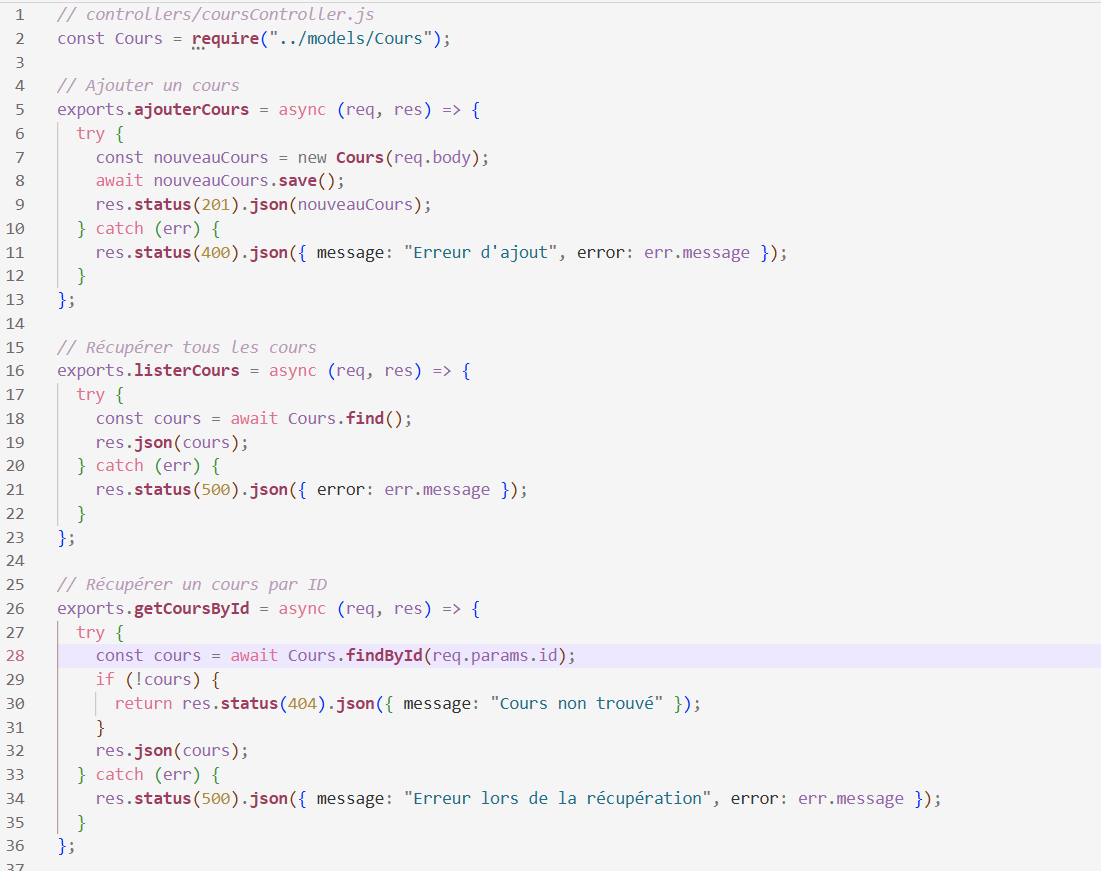 1 // controllers/coursController.js
2 const Cours = require("../models/Cours");
3
4 // Ajouter un cours
5 exports.ajouterCours = async (req, res) => {
6 try {
7 const nouveauCours = new Cours(req.body);
8 await nouveauCours.save();
9 res.status(201).json(nouveauCours);
10 } catch (err) {
11 res.status(400).json({ message: "Erreur d'ajout", error: err.message });
12 }
13 };
14
15 // Récupérer tous les cours
16 exports.listerCours = async (req, res) => {
17 try {
18 const cours = await Cours.find();
19 res.json(cours);
20 } catch (err) {
21 res.status(500).json({ error: err.message });
22 }
23 };
24
25 // Récupérer un cours par ID
26 exports.getCoursById = async (req, res) => {
27 try {
28 const cours = await Cours.findById(req.params.id);
29 if (!cours) {
30 return res.status(404).json({ message: "Cours non trouvé" });
31 }
32 res.json(cours);
33 } catch (err) {
34 res.status(500).json({ message: "Erreur lors de la récupération", error: err.message });
35 }
36 };
37